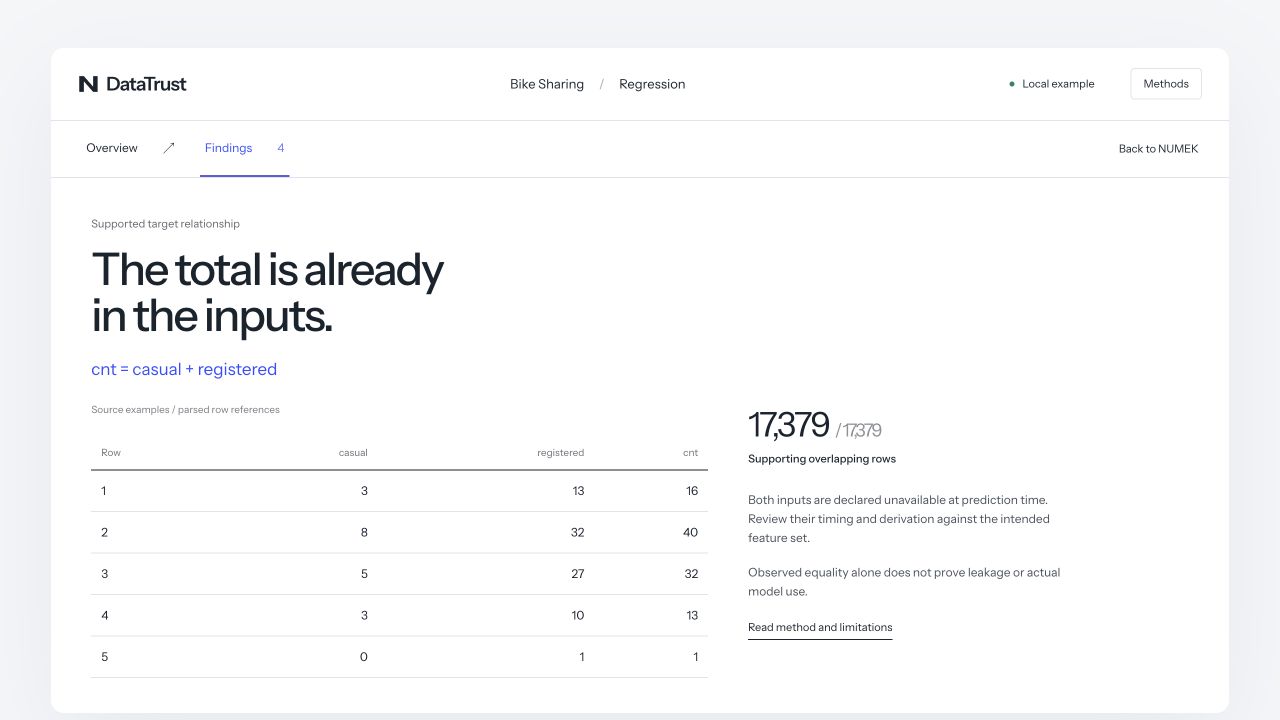 DataTrust
Bike Sharing / Regression
Local example
Methods
Overview
Findings 4
Back to NUMEK
Supported target relationship
The total is already
in the inputs.
cnt = casual + registered
Source examples / parsed row references
Row casual registered cnt
1 3 13 16
2 8 32 40
3 5 27 32
4 3 10 13
5 0 1 1
17,379 / 17,379
Supporting overlapping rows
Both inputs are declared unavailable at prediction time.
Review their timing and derivation against the intended
feature set.
Observed equality alone does not prove leakage or actual
model use.
Read method and limitations